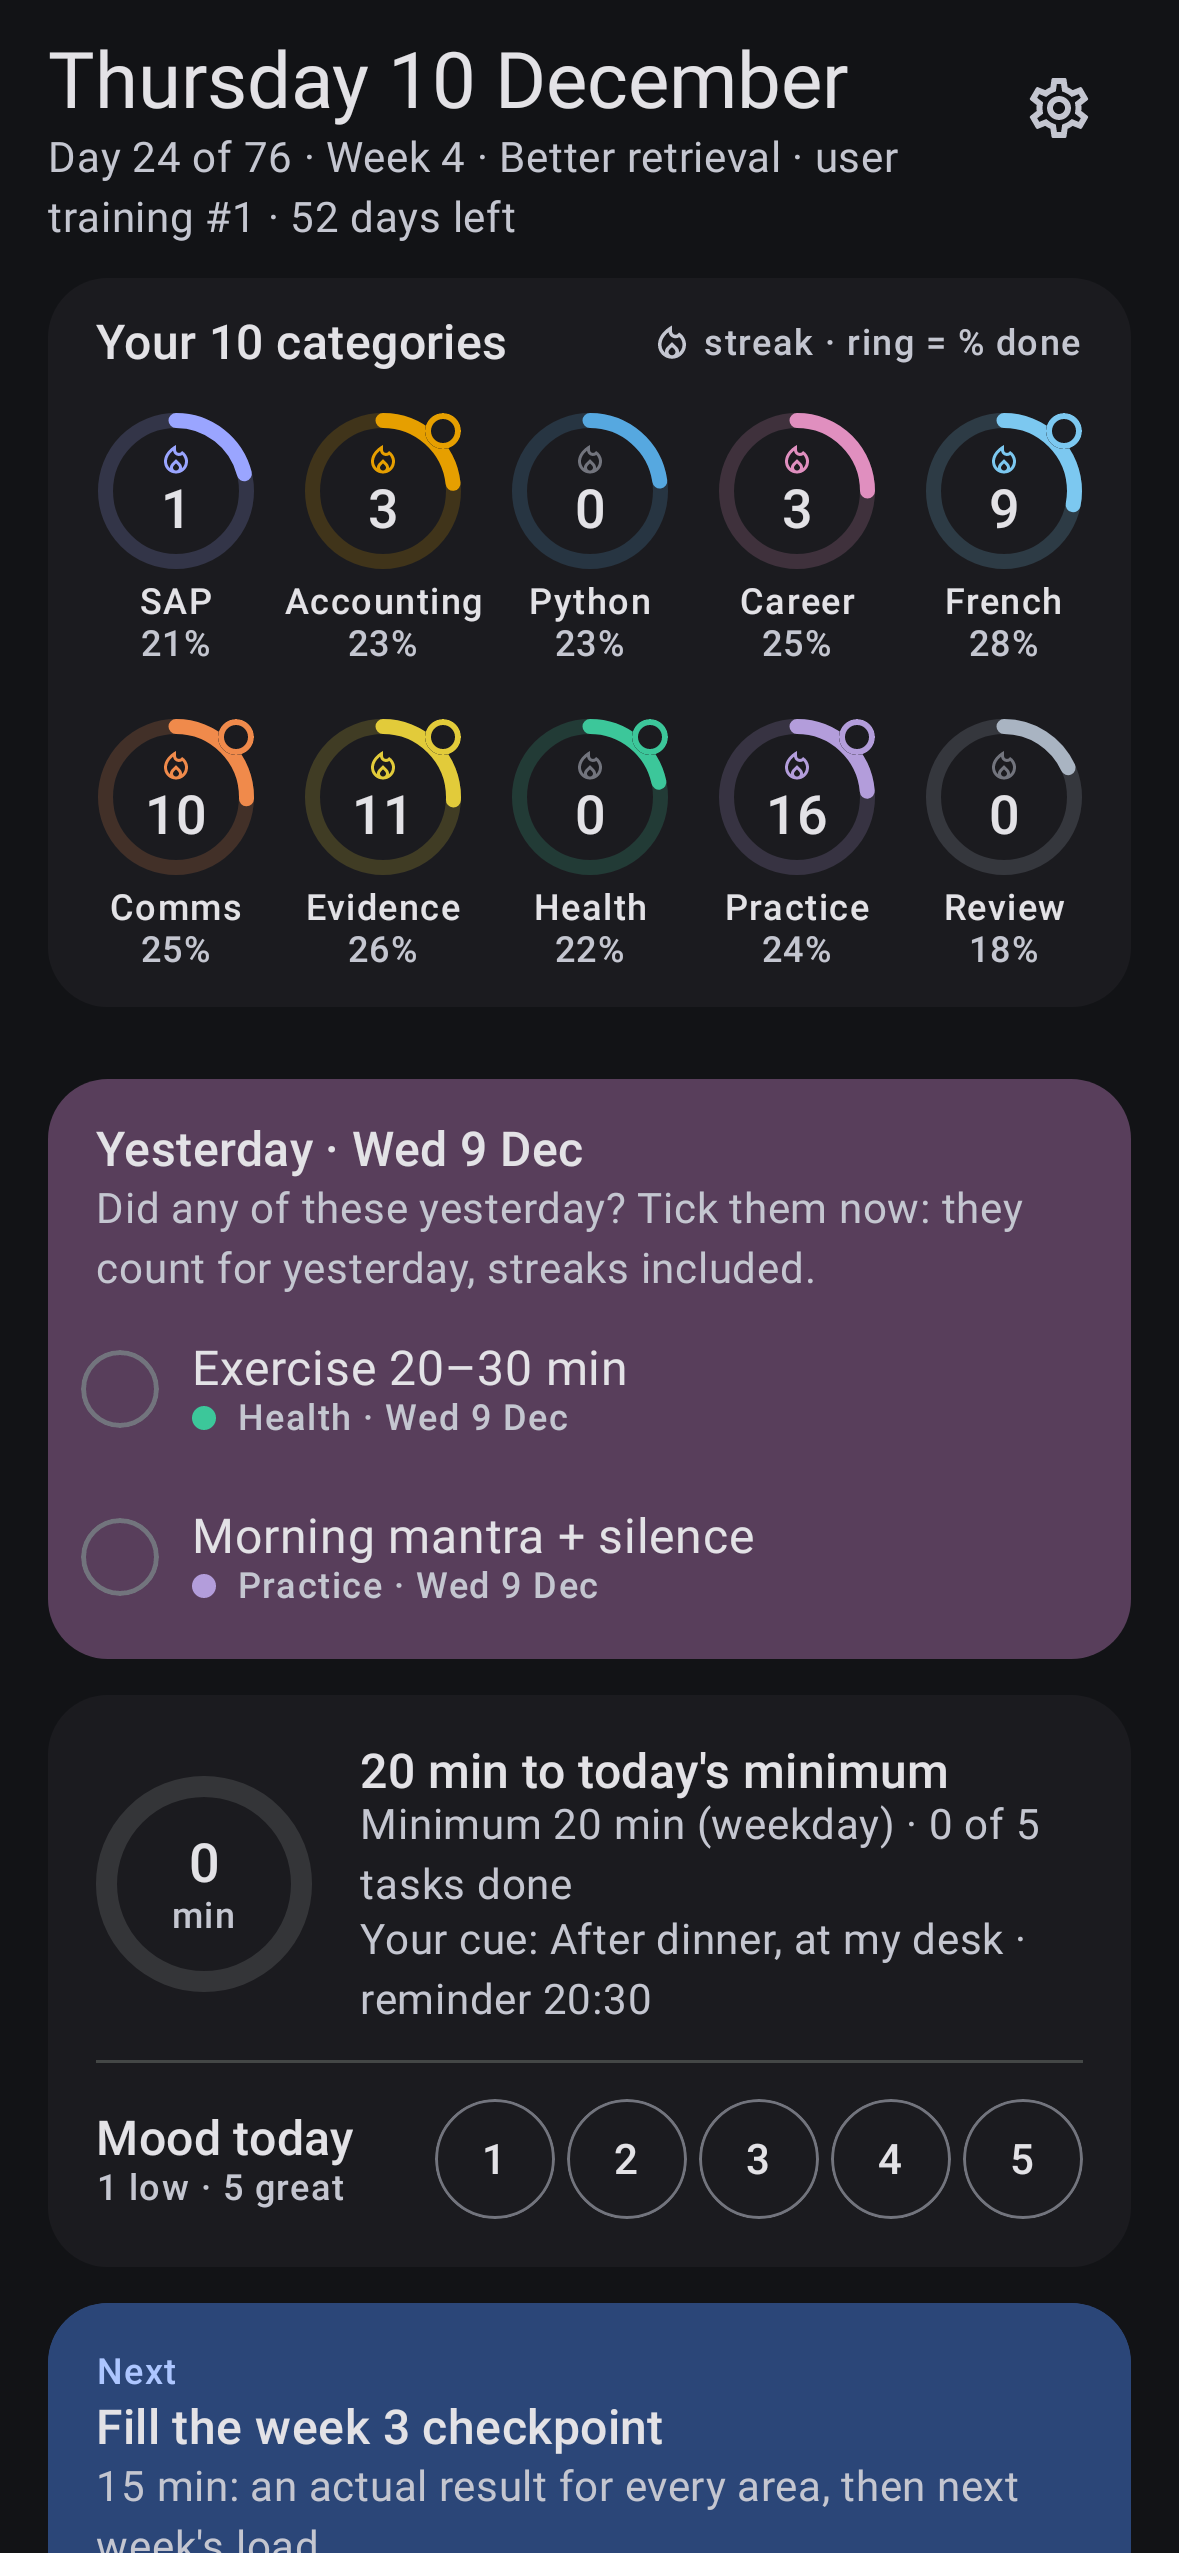 Thursday 10 December
Day 24 of 76 · Week 4 · Better retrieval · user
training #1 · 52 days left
Your 10 categories
streak · ring = % done
1
3
0
3
9
SAP
Accounting
Python
Career
French
21%
23%
23%
25%
28%
10
11
0
16
0
Comms
Evidence
Health
Practice
Review
25%
26%
22%
24%
18%
Yesterday · Wed 9 Dec
Did any of these yesterday? Tick them now: they
count for yesterday, streaks included.
Exercise 20–30 min
Health · Wed 9 Dec
Morning mantra + silence
Practice · Wed 9 Dec
0
min
20 min to today's minimum
Minimum 20 min (weekday) · 0 of 5
tasks done
Your cue: After dinner, at my desk ·
reminder 20:30
Mood today
1 low · 5 great
1
2
3
4
5
Next
Fill the week 3 checkpoint
15 min: an actual result for every area, then next
week's load